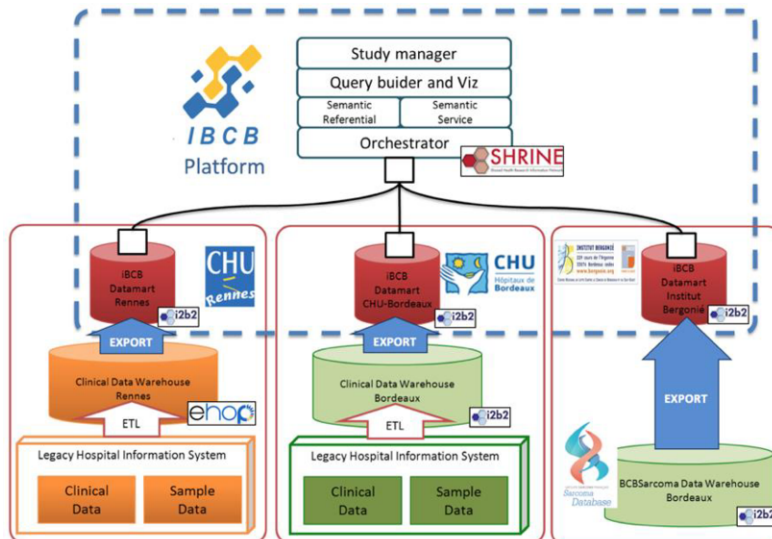 Study manager
Query buider and Viz
Semantic
Referential
Semantic
Service
Orchestrator
SHRINE
IBCB
Platform
iBCB
Datamart
Rennes
CHU
Rennes
i2b2
iBCB
Datamart
CHU-Bordeaux
CHU
Hôpitaux de
Bordeaux
i2b2
INSTITUT BERGONIÉ
www.bergonie.org
iBCB
Datamart
Institut
Bergonié
i2b2
EXPORT
EXPORT
EXPORT
Clinical Data Warehouse
Rennes
ehop
ETL
Clinical Data Warehouse
Bordeaux
i2b2
ETL
Legacy Hospital Information System
Clinical
Data
Sample
Data
Legacy Hospital Information System
Clinical
Data
Sample
Data
Sarcoma
Database
BCBSarcoma Data Warehouse
Bordeaux
i2b2